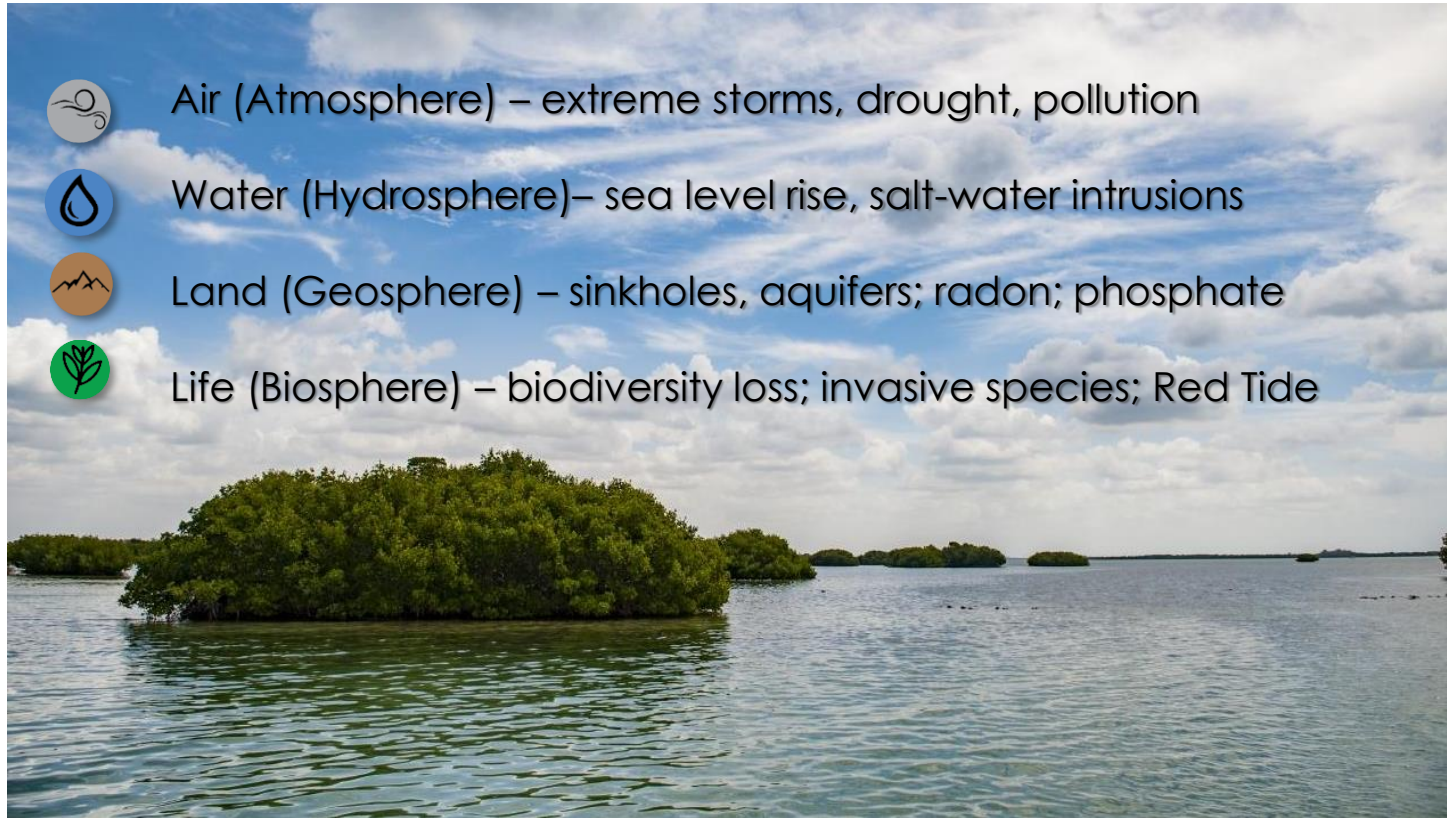 Air (Atmosphere) – extreme storms, drought, pollution
Water (Hydrosphere)– sea level rise, salt-water intrusions
Land (Geosphere) – sinkholes, aquifers; radon; phosphate
Life (Biosphere) – biodiversity loss; invasive species; Red Tide